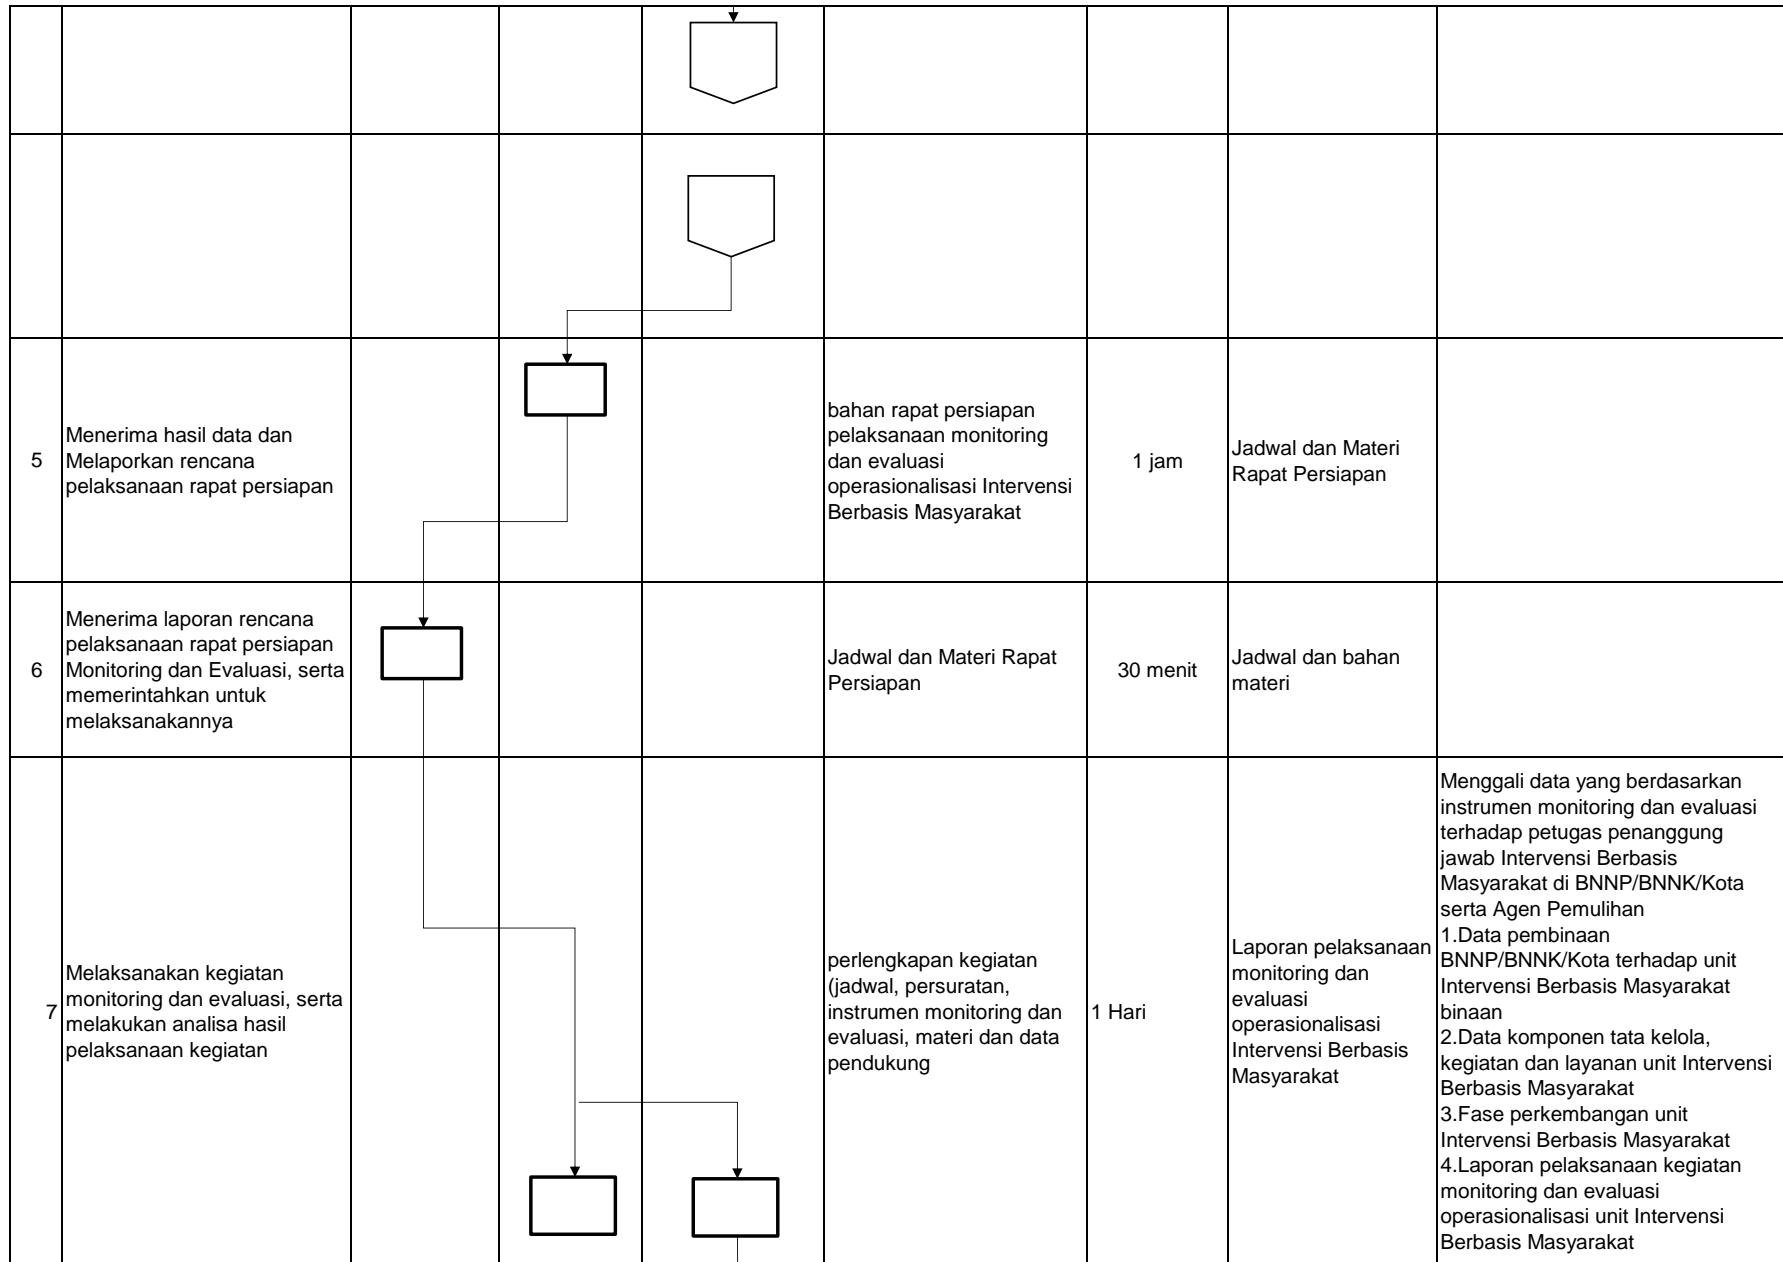 5
Menerima hasil data dan
Melaporkan rencana
pelaksanaan rapat persiapan
bahan rapat persiapan
pelaksanaan monitoring
dan evaluasi
operasionalisasi Intervensi
Berbasis Masyarakat
1 jam
Jadwal dan Materi
Rapat Persiapan
6
Menerima laporan rencana
pelaksanaan rapat persiapan
Monitoring dan Evaluasi, serta
memerintahkan untuk
melaksanakannya
Jadwal dan Materi Rapat
Persiapan
30 menit
Jadwal dan bahan
materi
7
Melaksanakan kegiatan
monitoring dan evaluasi, serta
melakukan analisa hasil
pelaksanaan kegiatan
perlengkapan kegiatan
(jadwal, persuratan,
instrumen monitoring dan
evaluasi, materi dan data
pendukung
1 Hari
Laporan pelaksanaan
monitoring dan
evaluasi
operasionalisasi
Intervensi Berbasis
Masyarakat
Menggali data yang berdasarkan
instrumen monitoring dan evaluasi
terhadap petugas penanggung
jawab Intervensi Berbasis
Masyarakat di BNNP/BNNK/Kota
serta Agen Pemulihan
1.Data pembinaan
BNNP/BNNK/Kota terhadap unit
Intervensi Berbasis Masyarakat
binaan
2.Data komponen tata kelola,
kegiatan dan layanan unit Intervensi
Berbasis Masyarakat
3.Fase perkembangan unit
Intervensi Berbasis Masyarakat
4.Laporan pelaksanaan kegiatan
monitoring dan evaluasi
operasionalisasi unit Intervensi
Berbasis Masyarakat